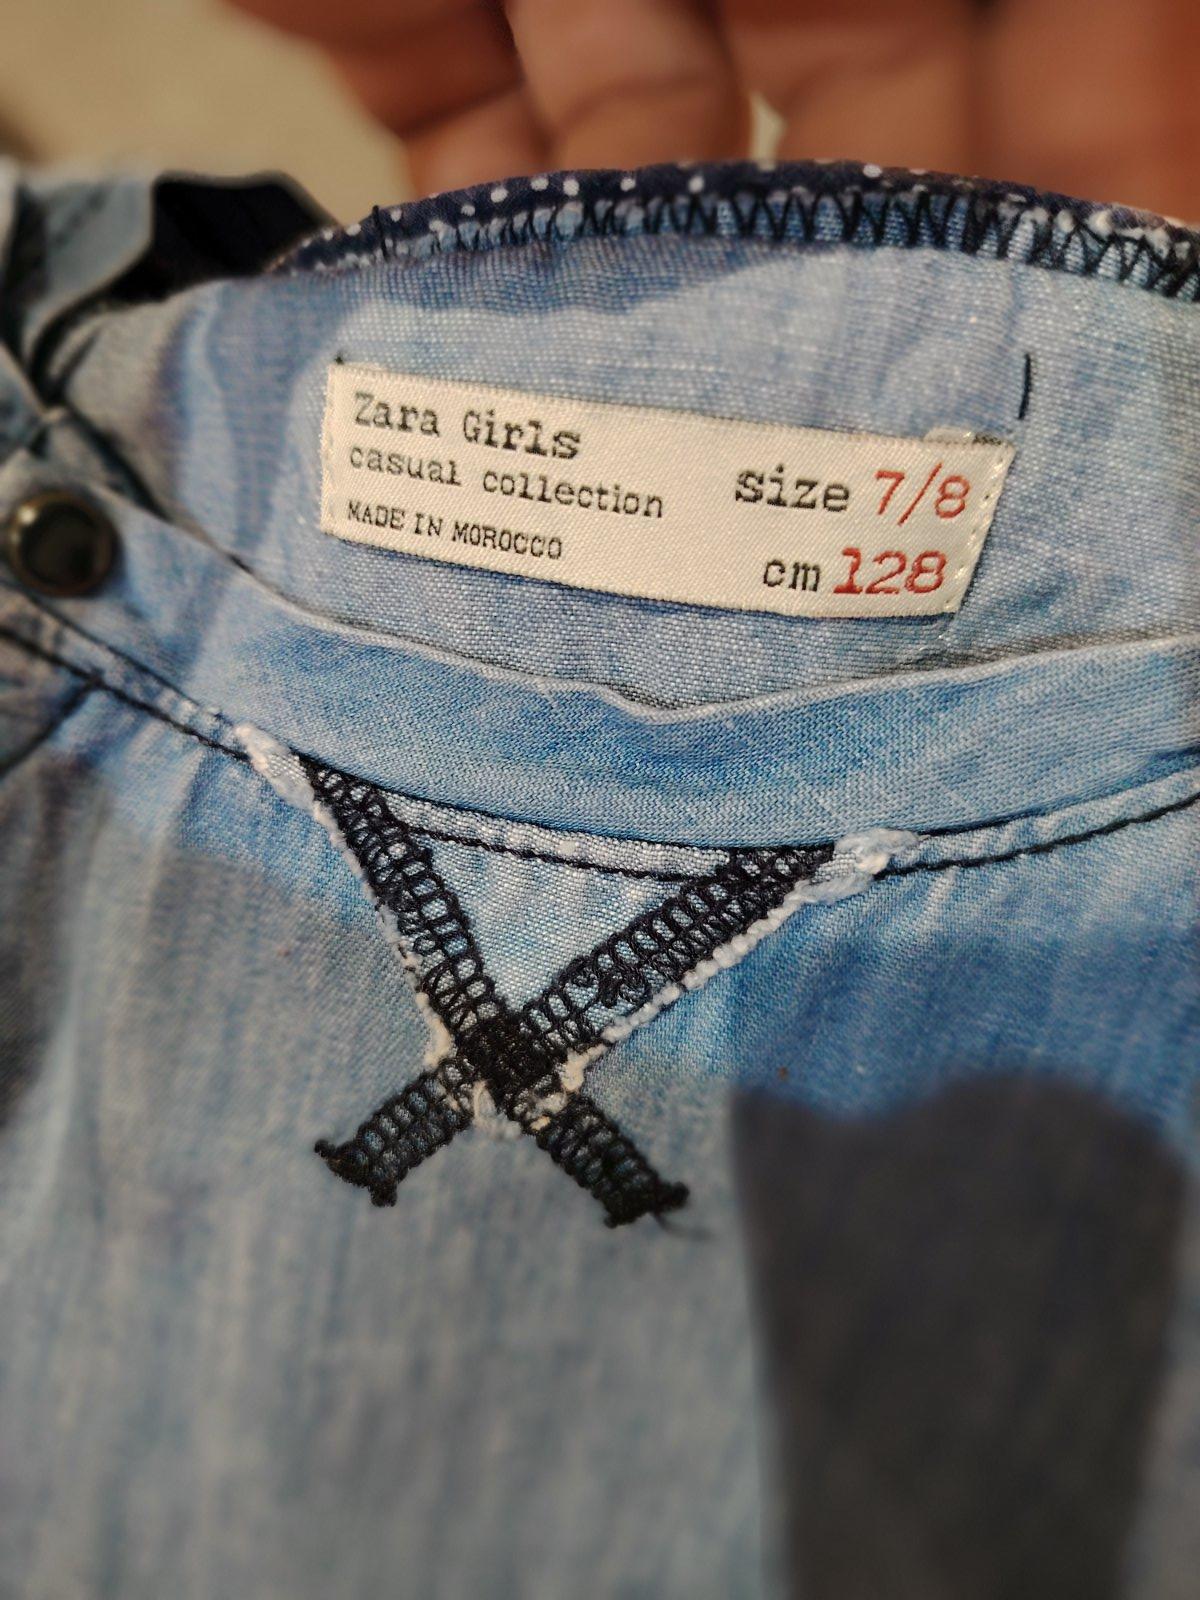 Zara Girls
casual collection
MADE IN MOROCCO
size 7/8
cm 128